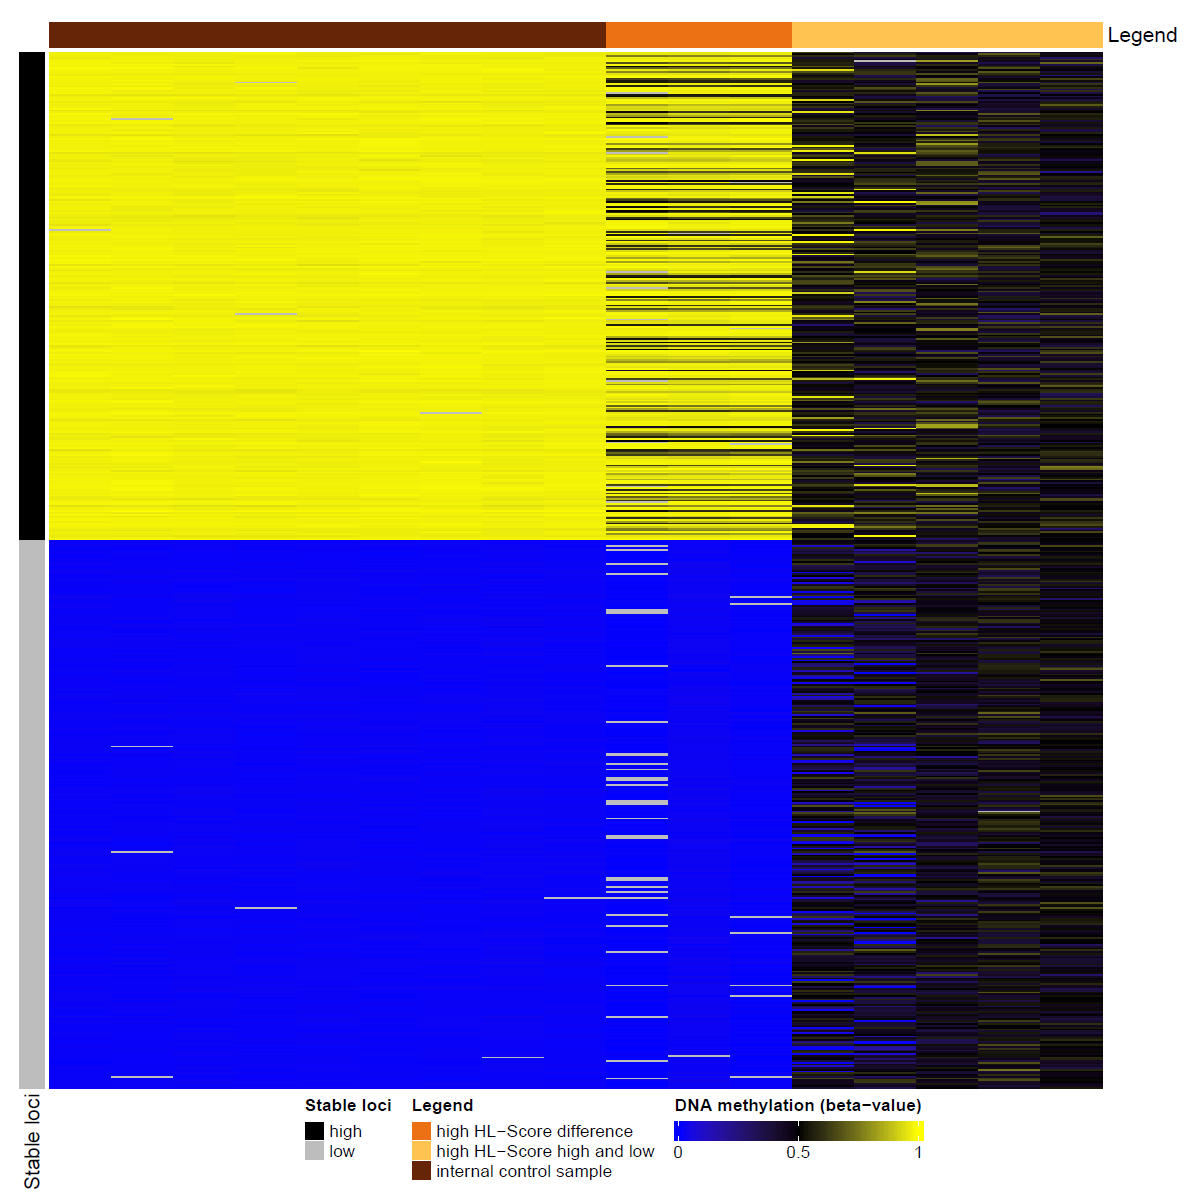 Legend
Stable loci
Stable loci
high
low
Legend
high HL−Score difference
high HL−Score high and low
internal control sample
DNA methylation (beta−value)
0 0.5 1